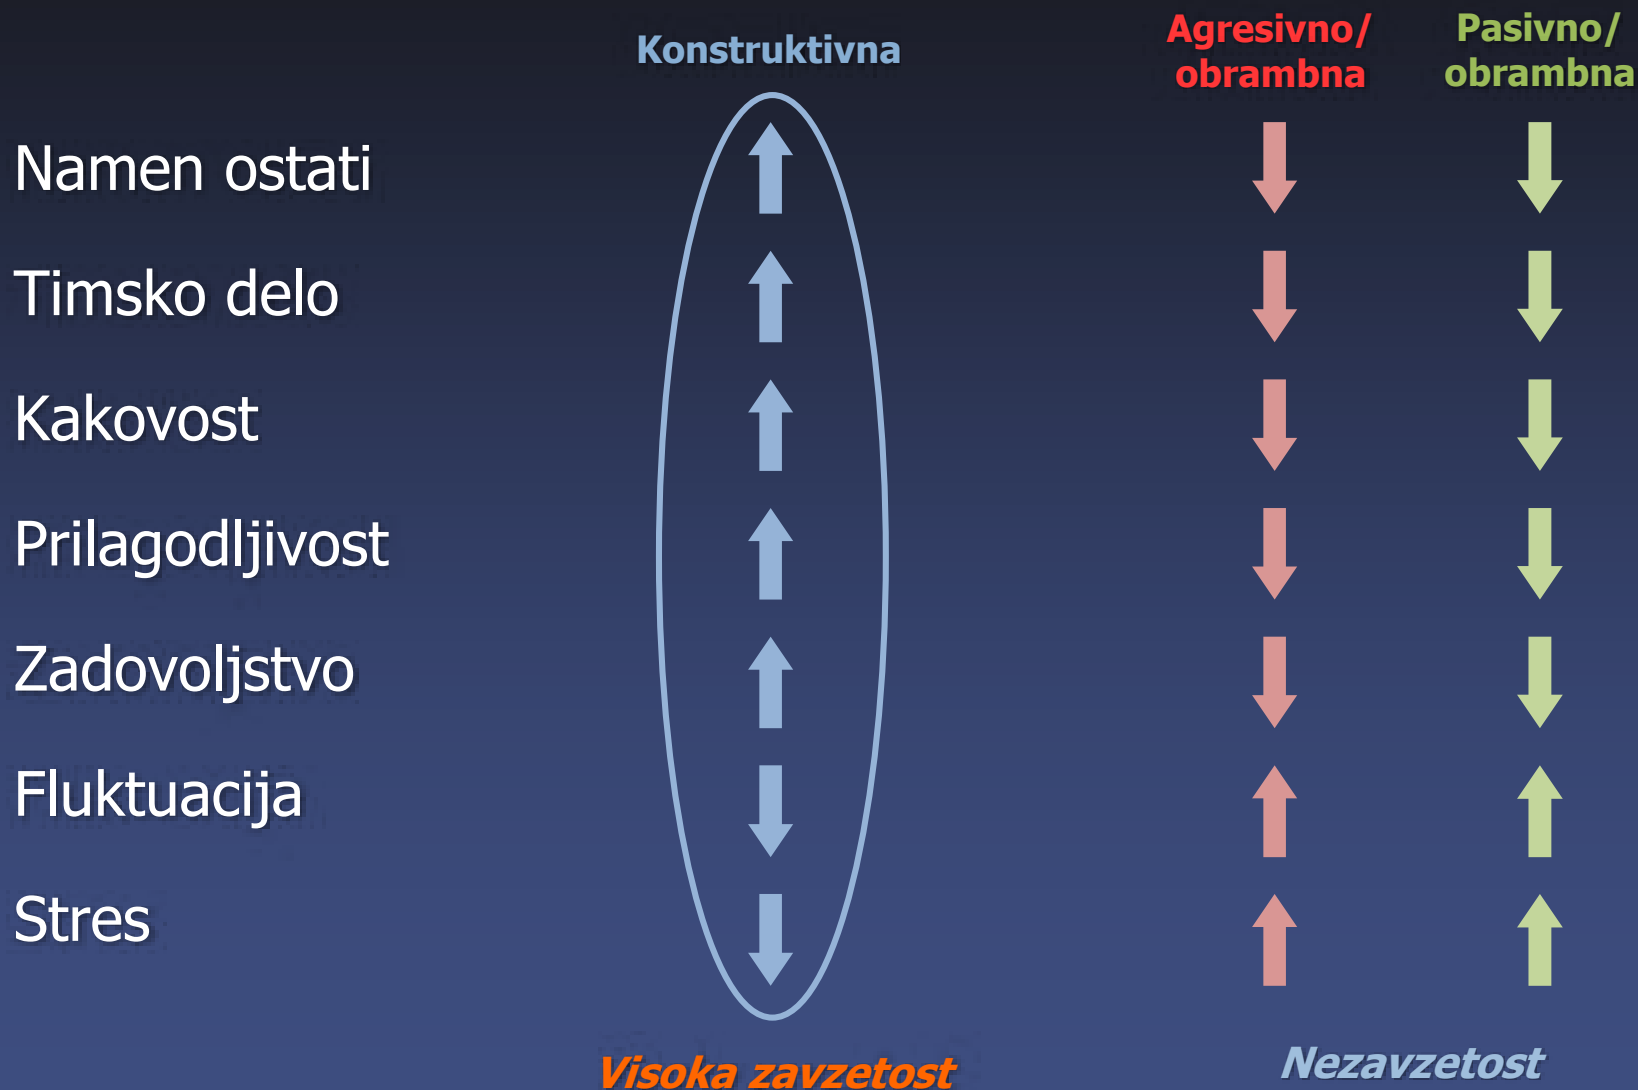 Konstruktivna
Agresivno/
obrambna
Pasivno/
obrambna
Namen ostati
Timsko delo
Kakovost
Prilagodljivost
Zadovoljstvo
Fluktuacija
Stres
Visoka zavzetost
Nezavzetost